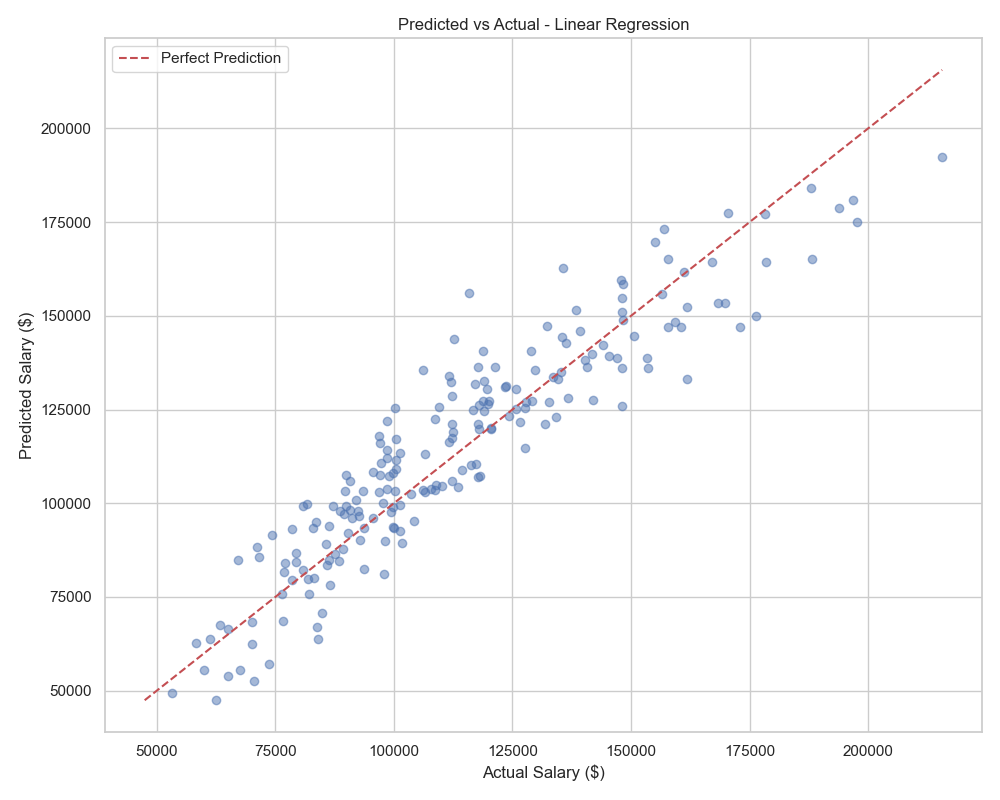 Predicted vs Actual - Linear Regression
Perfect Prediction
200000
175000
150000
125000
100000
75000
50000
Predicted Salary ($)
50000 75000 100000 125000 150000 175000 200000
Actual Salary ($)